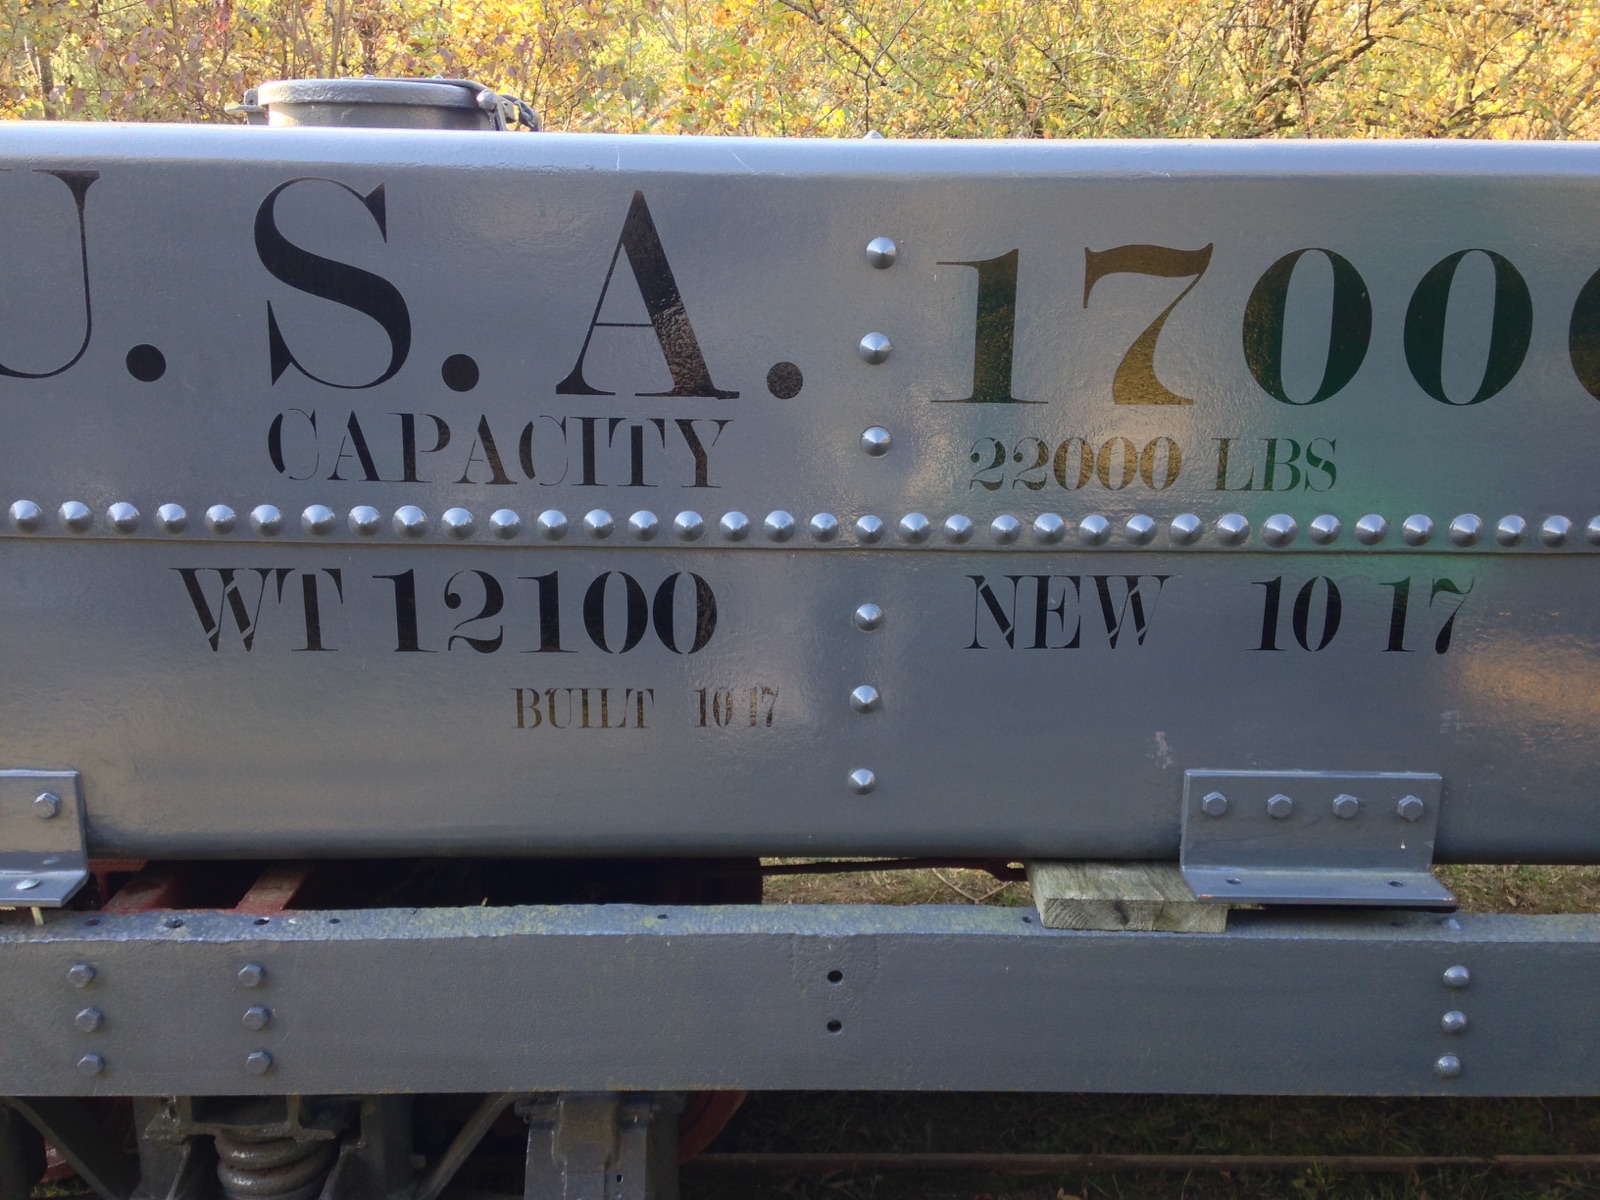 U. S. A. 1700
CAPACITY 22000 LBS
WT 12100 NEW 10 17
BUILT 10 17